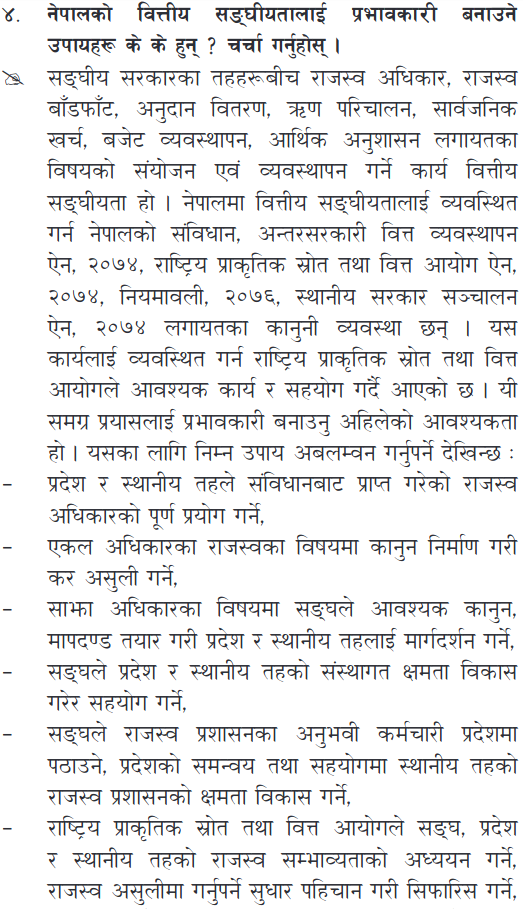 ४. नेपालको वित्तीय सङ्घीयतालाई प्रभावकारी बनाउने
उपायहरू के के हुन् ? चर्चा गर्नुहोस् ।
सङ्घीय सरकारका तहहरूबीच राजस्व अधिकार, राजस्व
बाँडफाँट, अनुदान वितरण, ऋण परिचालन, सार्वजनिक
खर्च, बजेट व्यवस्थापन, आर्थिक अनुशासन लगायतका
विषयको संयोजन एवं व्यवस्थापन गर्ने कार्य वित्तीय
सङ्घीयता हो । नेपालमा वित्तीय सङ्घीयतालाई व्यवस्थित
गर्न नेपालको संविधान, अन्तरसरकारी वित्त व्यवस्थापन
ऐन, २०७४, राष्ट्रिय प्राकृतिक स्रोत तथा वित्त आयोग ऐन,
२०७४, नियमावली, २०७६, स्थानीय सरकार सञ्चालन
ऐन, २०७४ लगायतका कानुनी व्यवस्था छन् । यस
कार्यलाई व्यवस्थित गर्न राष्ट्रिय प्राकृतिक स्रोत तथा वित्त
आयोगले आवश्यक कार्य र सहयोग गर्दै आएको छ । यी
समग्र प्रयासलाई प्रभावकारी बनाउनु अहिलेको आवश्यकता
हो । यसका लागि निम्न उपाय अबलम्वन गर्नुपर्ने देखिन्छ :
– प्रदेश र स्थानीय तहले संविधानबाट प्राप्त गरेको राजस्व
अधिकारको पूर्ण प्रयोग गर्ने,
– एकल अधिकारका राजस्वका विषयमा कानुन निर्माण गरी
कर असुली गर्ने,
– साझा अधिकारका विषयमा सङ्घले आवश्यक कानुन,
मापदण्ड तयार गरी प्रदेश र स्थानीय तहलाई मार्गदर्शन गर्ने,
– सङ्घले प्रदेश र स्थानीय तहको संस्थागत क्षमता विकास
गरेर सहयोग गर्ने,
– सङ्घले राजस्व प्रशासनका अनुभवी कर्मचारी प्रदेशमा
पठाउने, प्रदेशको समन्वय तथा सहयोगमा स्थानीय तहको
राजस्व प्रशासनको क्षमता विकास गर्ने,
– राष्ट्रिय प्राकृतिक स्रोत तथा वित्त आयोगले सङ्घ, प्रदेश
र स्थानीय तहको राजस्व सम्भाव्यताको अध्ययन गर्ने,
राजस्व असुलीमा गर्नुपर्ने सुधार पहिचान गरी सिफारिस गर्ने,